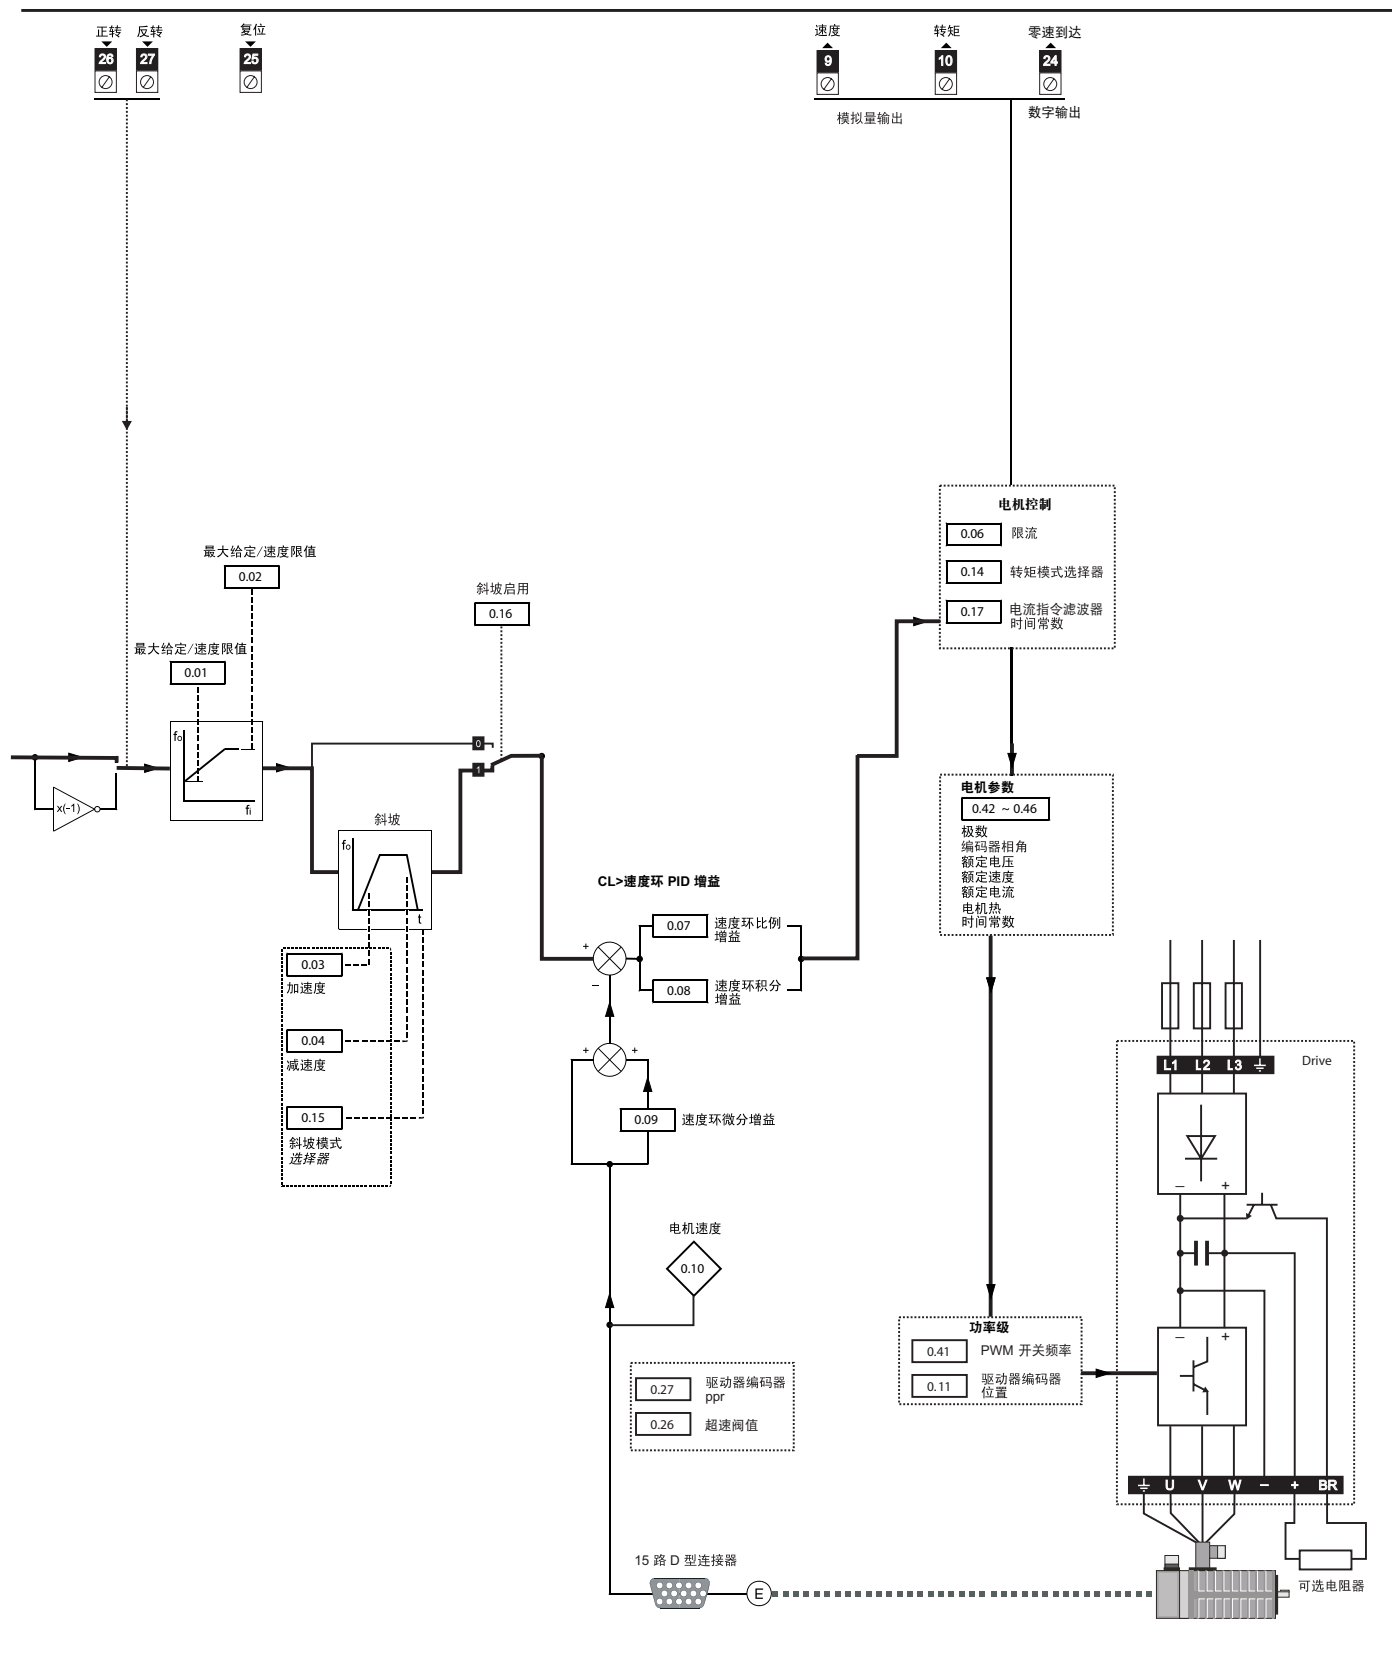 正转 反转 复位 速度 转矩 零速到达
26 27 25 9 10 24
模拟量输出 数字输出
电机控制
0.06 限流
0.14 转矩模式选择器
0.17 电流指令滤波器
时间常数
最大给定/速度限值
0.02
斜坡启用
0.16
最大给定/速度限值
0.01
fo
fi
x(-1)
0
1
斜坡
fo
t
0.03
加速度
0.04
减速度
0.15
斜坡模式
选择器
CL>速度环 PID 增益
+
−
0.07 速度环比例
增益
0.08 速度环积分
增益
+ +
0.09 速度环微分增益
电机速度
0.10
0.27 驱动器编码器
ppr
0.26 超速阀值
15 路 D 型连接器
E
电机参数
0.42 ~ 0.46
极数
编码器相角
额定电压
额定速度
额定电流
电机热
时间常数
功率级
0.41 PWM 开关频率
0.11 驱动器编码器
位置
Drive
L1 L2 L3
− +
− +
U V W − + BR
可选电阻器